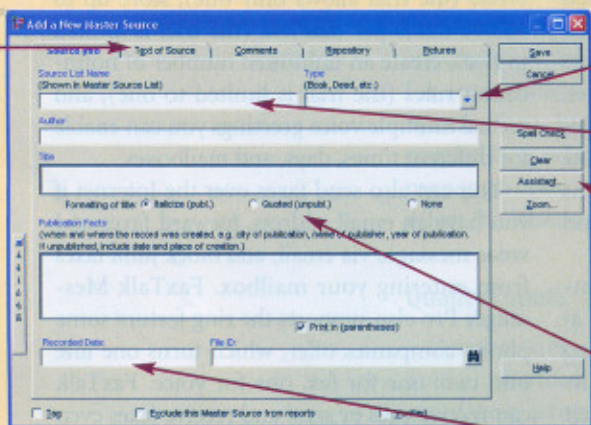 Add a New Master Source
Source Info
Text of Source
Comments
Repository
Pictures
Save
Source List Name
(Shown in Master Source List)
Type
(Book, Deed, etc.)
Cancel
Author
Spell Check
Title
Clear
Assistant...
Formatting of title:
Italicize (publ.)
Quoted (unpubl.)
None
Zoom...
Publication Facts
(when and where the record was created, e.g. city of publication, name of publisher, year of publication.
If unpublished, include date and place of creation.)
Print in (parentheses)
Recorded Date:
File ID:
Help
Tag
Exclude this Master Source from reports